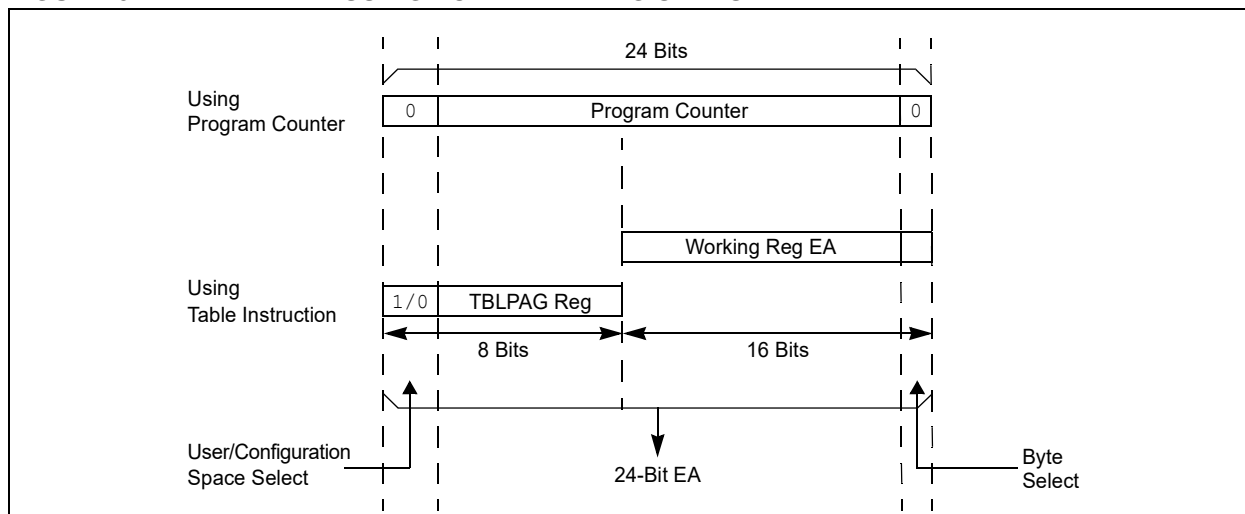 24 Bits
Using
Program Counter
0
Program Counter
0
Working Reg EA
Using
Table Instruction
1/0
TBLPAG Reg
8 Bits
16 Bits
User/Configuration
Space Select
24-Bit EA
Byte
Select